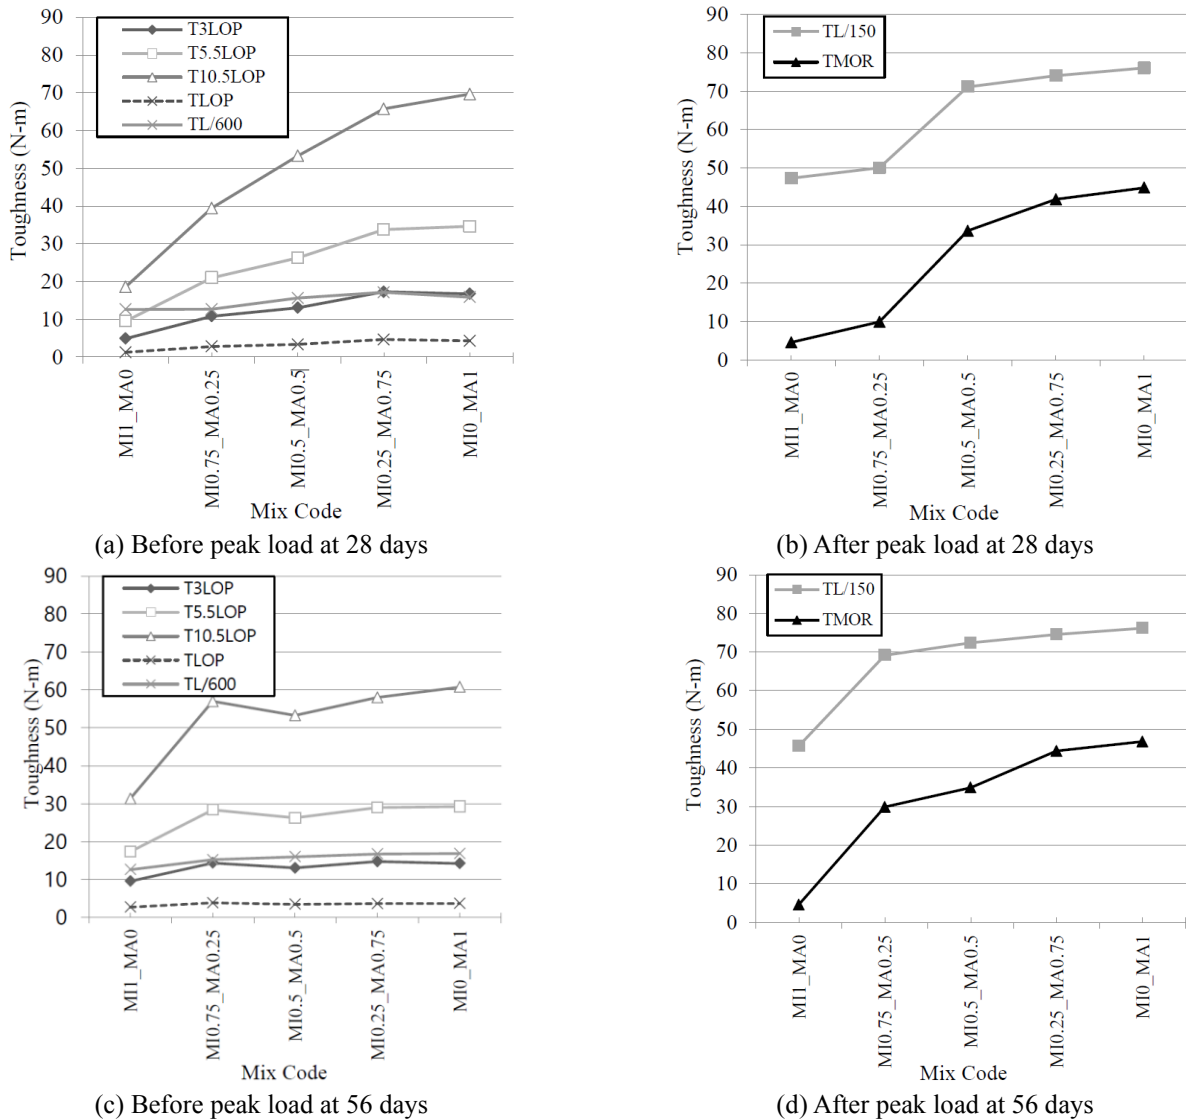 90
80
70
60
50
40
30
20
10
0
Toughness (N-m)
T3LOP
T5.5LOP
T10.5LOP
TLOP
TL/600
MI1_MA0
MI0.75_MA0.25
MI0.5_MA0.5
MI0.25_MA0.75
MI0_MA1
Mix Code
(a) Before peak load at 28 days
90
80
70
60
50
40
30
20
10
0
Toughness (N-m)
TL/150
TMOR
MI1_MA0
MI0.75_MA0.25
MI0.5_MA0.5
MI0.25_MA0.75
MI0_MA1
Mix Code
(b) After peak load at 28 days
90
80
70
60
50
40
30
20
10
0
Toughness (N-m)
T3LOP
T5.5LOP
T10.5LOP
TLOP
TL/600
MI1_MA0
MI0.75_MA0.25
MI0.5_MA0.5
MI0.25_MA0.75
MI0_MA1
Mix Code
(c) Before peak load at 56 days
90
80
70
60
50
40
30
20
10
0
Toughness (N-m)
TL/150
TMOR
MI1_MA0
MI0.75_MA0.25
MI0.5_MA0.5
MI0.25_MA0.75
MI0_MA1
Mix Code
(d) After peak load at 56 days